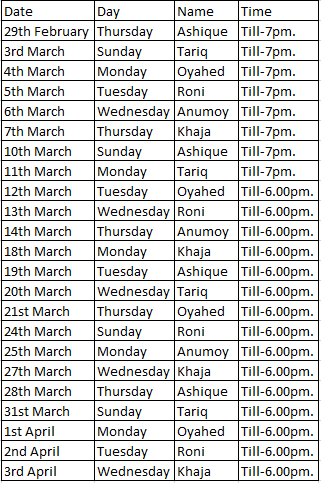 Date Day Name Time
29th February Thursday Ashique Till-7pm.
3rd March Sunday Tariq Till-7pm.
4th March Monday Oyahed Till-7pm.
5th March Tuesday Roni Till-7pm.
6th March Wednesday Anumoy Till-7pm.
7th March Thursday Khaja Till-7pm.
10th March Sunday Ashique Till-7pm.
11th March Monday Tariq Till-7pm.
12th March Tuesday Oyahed Till-6.00pm.
13th March Wednesday Roni Till-6.00pm.
14th March Thursday Anumoy Till-6.00pm.
18th March Monday Khaja Till-6.00pm.
19th March Tuesday Ashique Till-6.00pm.
20th March Wednesday Tariq Till-6.00pm.
21st March Thursday Oyahed Till-6.00pm.
24th March Sunday Roni Till-6.00pm.
25th March Monday Anumoy Till-6.00pm.
27th March Wednesday Khaja Till-6.00pm.
28th March Thursday Ashique Till-6.00pm.
31st March Sunday Tariq Till-6.00pm.
1st April Monday Oyahed Till-6.00pm.
2nd April Tuesday Roni Till-6.00pm.
3rd April Wednesday Khaja Till-6.00pm.